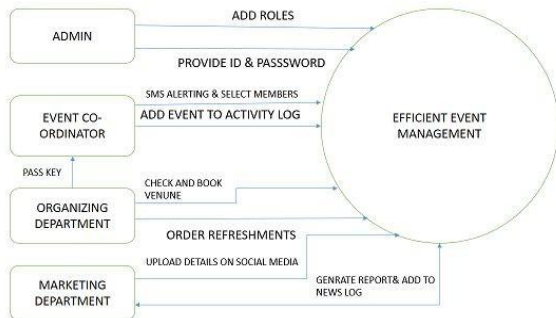 ADD ROLES
ADMIN
PROVIDE ID & PASSSWORD
SMS ALERTING & SELECT MEMBERS
EVENT CO-
ORDINATOR
ADD EVENT TO ACTIVITY LOG
EFFICIENT EVENT
MANAGEMENT
PASS KEY
CHECK AND BOOK
VENUNE
ORGANIZING
DEPARTMENT
ORDER REFRESHMENTS
UPLOAD DETAILS ON SOCIAL MEDIA
MARKETING
DEPARTMENT
GENRATE REPORT& ADD TO
NEWS LOG